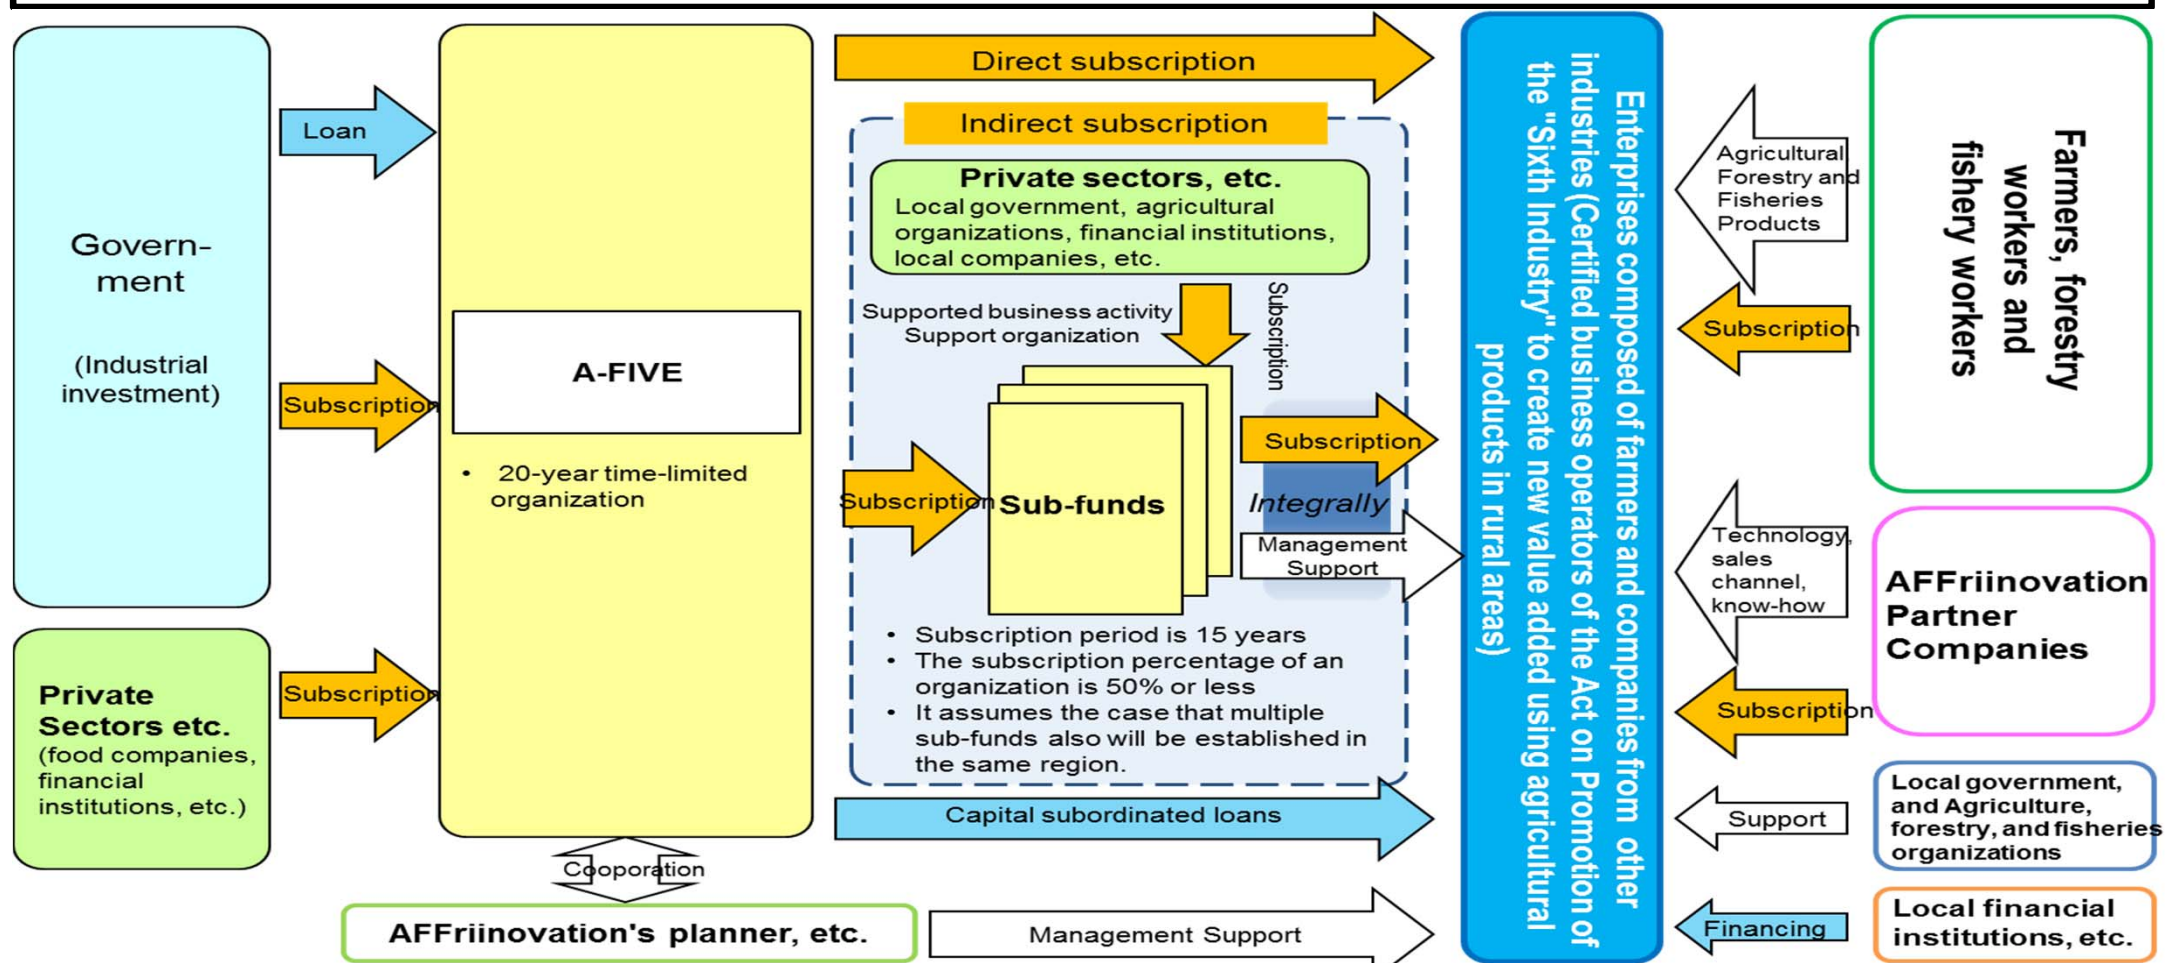 Govern-
ment
(Industrial
investment)
Loan
Subscription
Private
Sectors etc.
(food companies,
financial
institutions, etc.)
Subscription
A-FIVE
• 20-year time-limited
organization
Cooporation
AFFriinovation's planner, etc.
Direct subscription
Indirect subscription
Private sectors, etc.
Local government, agricultural
organizations, financial institutions,
local companies, etc.
Supported business activity
Support organization
Subscription
Subscription
Sub-funds
Subscription
Integrally
Management
Support
• Subscription period is 15 years
• The subscription percentage of an
organization is 50% or less
• It assumes the case that multiple
sub-funds also will be established in
the same region.
Capital subordinated loans
Management Support
Enterprises composed of farmers and companies from other
industries (Certified business operators of the Act on Promotion of
the "Sixth Industry" to create new value added using agricultural
products in rural areas)
Agricultural
Forestry and
Fisheries
Products
Subscription
Technology,
sales
channel,
know-how
Subscription
Support
Financing
Farmers, forestry
workers and
fishery workers
AFFriinovation
Partner
Companies
Local government,
and Agriculture,
forestry, and fisheries
organizations
Local financial
institutions, etc.